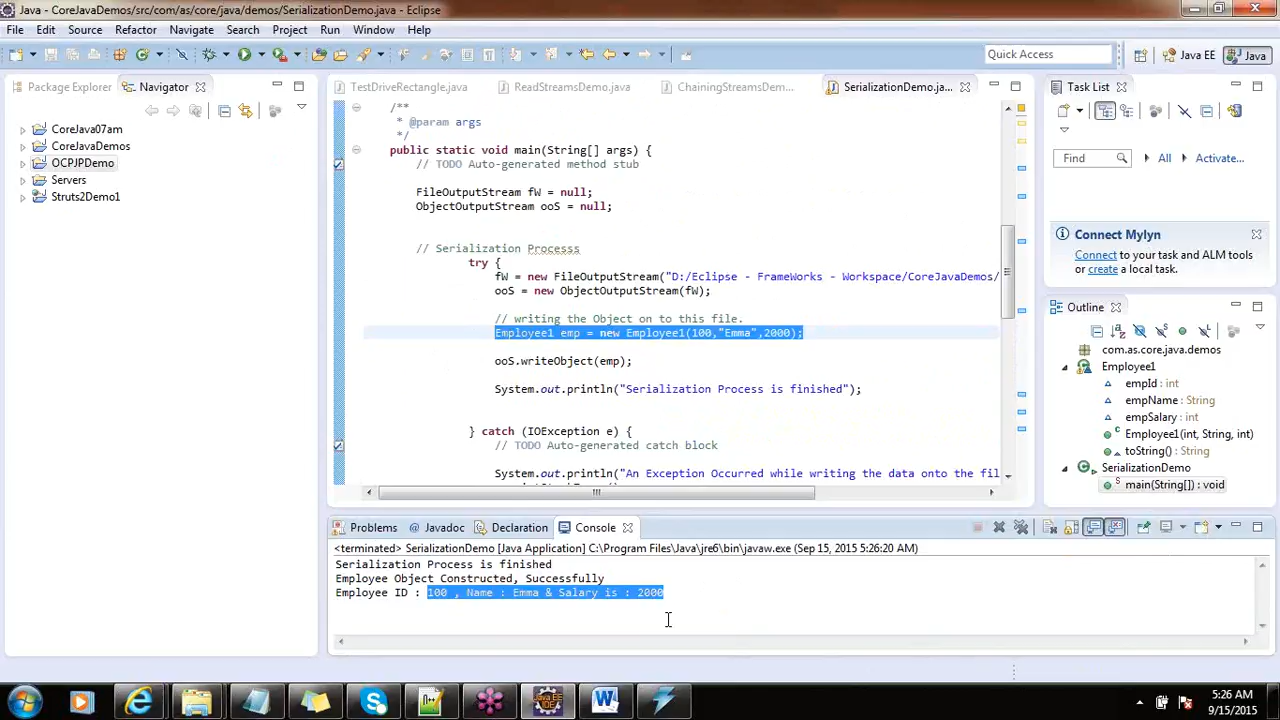 Java - CoreJavaDemos/src/com/as/core/java/demos/SerializationDemo.java - Eclipse
File Edit Source Refactor Navigate Search Project Run Window Help
Quick Access
Java EE
Java
Package Explorer
Navigator
TestDriveRectangle.java
ReadStreamsDemo.java
ChainingStreamsDem...
SerializationDemo.ja...
Task List
CoreJava07am
CoreJavaDemos
OCPJPDemo
Servers
Struts2Demo1
/**
* @param args
*/
public static void main(String[] args) {
// TODO Auto-generated method stub
FileOutputStream fW = null;
ObjectOutputStream ooS = null;
// Serialization Processs
try {
fW = new FileOutputStream("D:/Eclipse - FrameWorks - Workspace/CoreJavaDemos/
ooS = new ObjectOutputStream(fW);
// writing the Object on to this file.
Employee1 emp = new Employee1(100,"Emma",2000);
ooS.writeObject(emp);
System.out.println("Serialization Process is finished");
} catch (IOException e) {
// TODO Auto-generated catch block
System.out.println("An Exception Occurred while writing the data onto the fil
Find
All
Activate...
Connect Mylyn
Connect to your task and ALM tools
or create a local task.
Outline
com.as.core.java.demos
Employee1
empId : int
empName : String
empSalary : int
Employee1(int, String, int)
toString() : String
SerializationDemo
main(String[]) : void
Problems
@ Javadoc
Declaration
Console
<terminated> SerializationDemo [Java Application] C:\Program Files\Java\jre6\bin\javaw.exe (Sep 15, 2015 5:26:20 AM)
Serialization Process is finished
Employee Object Constructed, Successfully
Employee ID : 100 , Name : Emma & Salary is : 2000
5:26 AM
9/15/2015